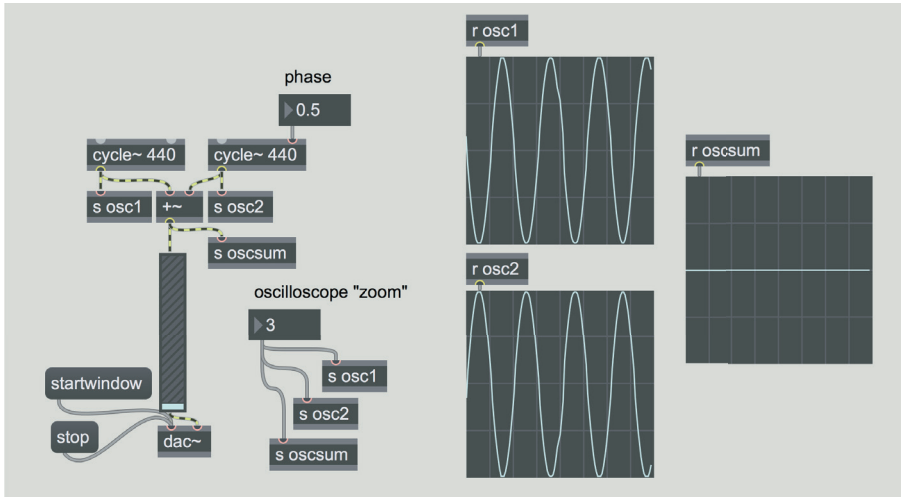 phase
0.5
cycle~ 440
cycle~ 440
s osc1
+~
s osc2
s oscsum
oscilloscope "zoom"
3
s osc1
s osc2
s oscsum
startwindow
stop
dac~
r osc1
r osc2
r oscsum